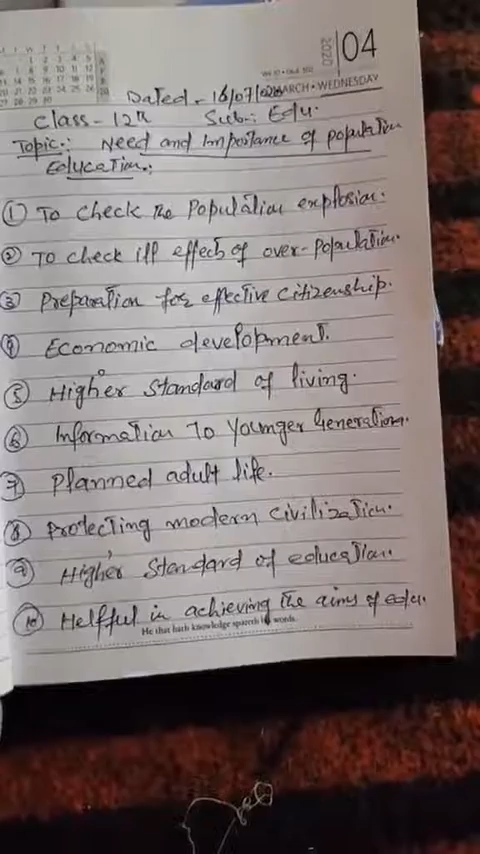 2020 04
MARCH • WEDNESDAY
Dated - 16/07/2021
Class - 12th Sub:- Edu.
Topic:: Need and Importance of population
Education.:
① To check the Population explosion.
② To check ill effects of over-population.
③ Preparation for effective citizenship.
④ Economic development.
⑤ Higher Standard of living.
⑥ Information To Younger Generation.
⑦ Planned adult life.
⑧ Protecting modern civilization.
⑨ Higher Standard of education.
⑩ Helpful in achieving the aims of edu.
He that hath knowledge spareth his words.